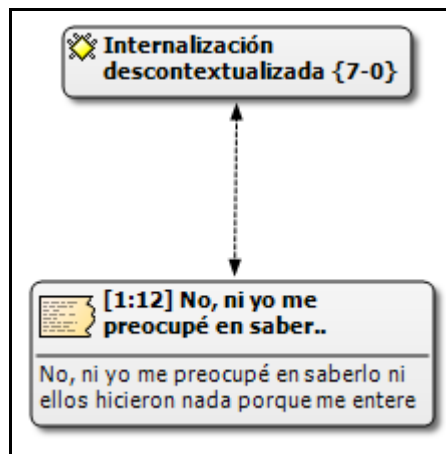 Internalización
descontextualizada {7-0}
[1:12] No, ni yo me
preocupé en saber..
No, ni yo me preocupé en saberlo ni
ellos hicieron nada porque me entere